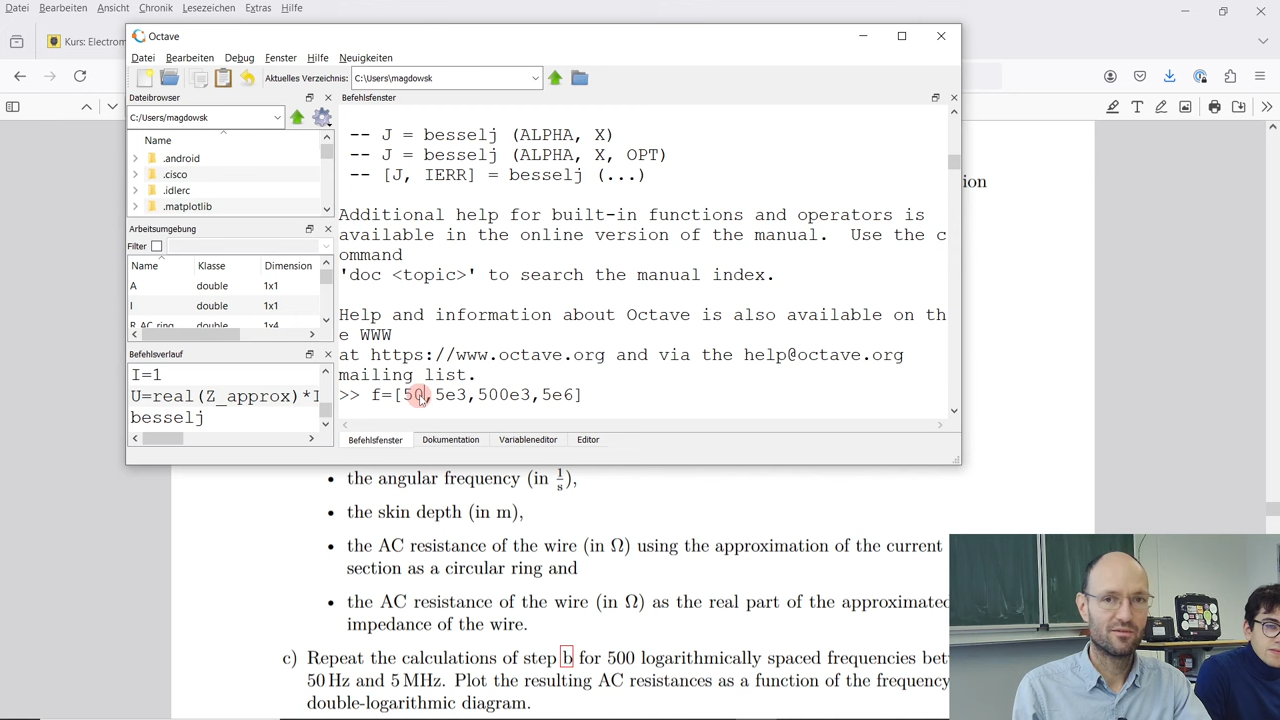 Datei Bearbeiten Ansicht Chronik Lesezeichen Extras Hilfe
Octave
Kurs: Electrom
Datei Bearbeiten Debug Fenster Hilfe Neuigkeiten
Aktuelles Verzeichnis: C:\Users\magdowsk
Dateibrowser
C:/Users/magdowsk
Name
.android
.cisco
.idlerc
.matplotlib
Arbeitsumgebung
Filter
Name Klasse Dimension
A double 1x1
I double 1x1
R_AC_ring double 1x4
Befehlsverlauf
I=1
U=real(Z_approx)*I
besselj
Befehlsfenster
-- J = besselj (ALPHA, X)
-- J = besselj (ALPHA, X, OPT)
-- [J, IERR] = besselj (...)
Additional help for built-in functions and operators is
available in the online version of the manual.  Use the c
ommand
'doc <topic>' to search the manual index.
Help and information about Octave is also available on th
e WWW
at https://www.octave.org and via the help@octave.org
mailing list.
>> f=[50,5e3,500e3,5e6]
Befehlsfenster Dokumentation Variableneditor Editor
ion
• the angular frequency (in 1/s),
• the skin depth (in m),
• the AC resistance of the wire (in Ω) using the approximation of the current
section as a circular ring and
• the AC resistance of the wire (in Ω) as the real part of the approximated
impedance of the wire.
c) Repeat the calculations of step b for 500 logarithmically spaced frequencies bet
50 Hz and 5 MHz. Plot the resulting AC resistances as a function of the frequency
double-logarithmic diagram.